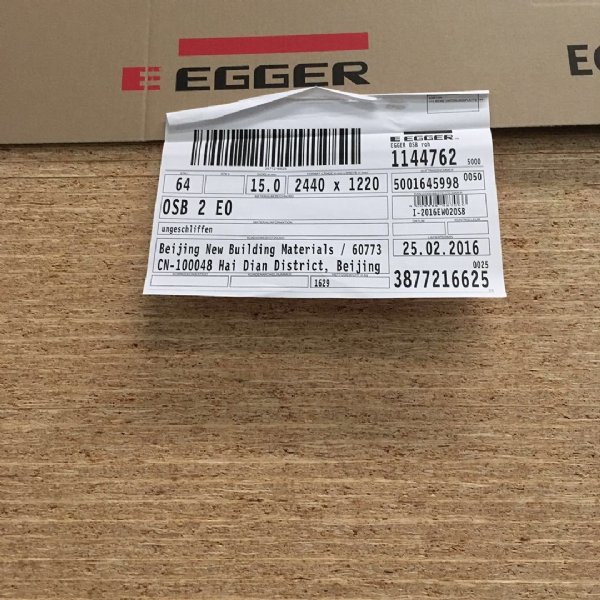 E EGGER
EG
EGGER
EGGER OSB roh
1144762 5000
64 15.0 2440 x 1220 5001645998 0050
OSB 2 E0
I-2016EW020S8
ungeschliffen
Beijing New Building Materials / 60773 25.02.2016
CN-100048 Hai Dian District, Beijing
1629 3877216625 0025